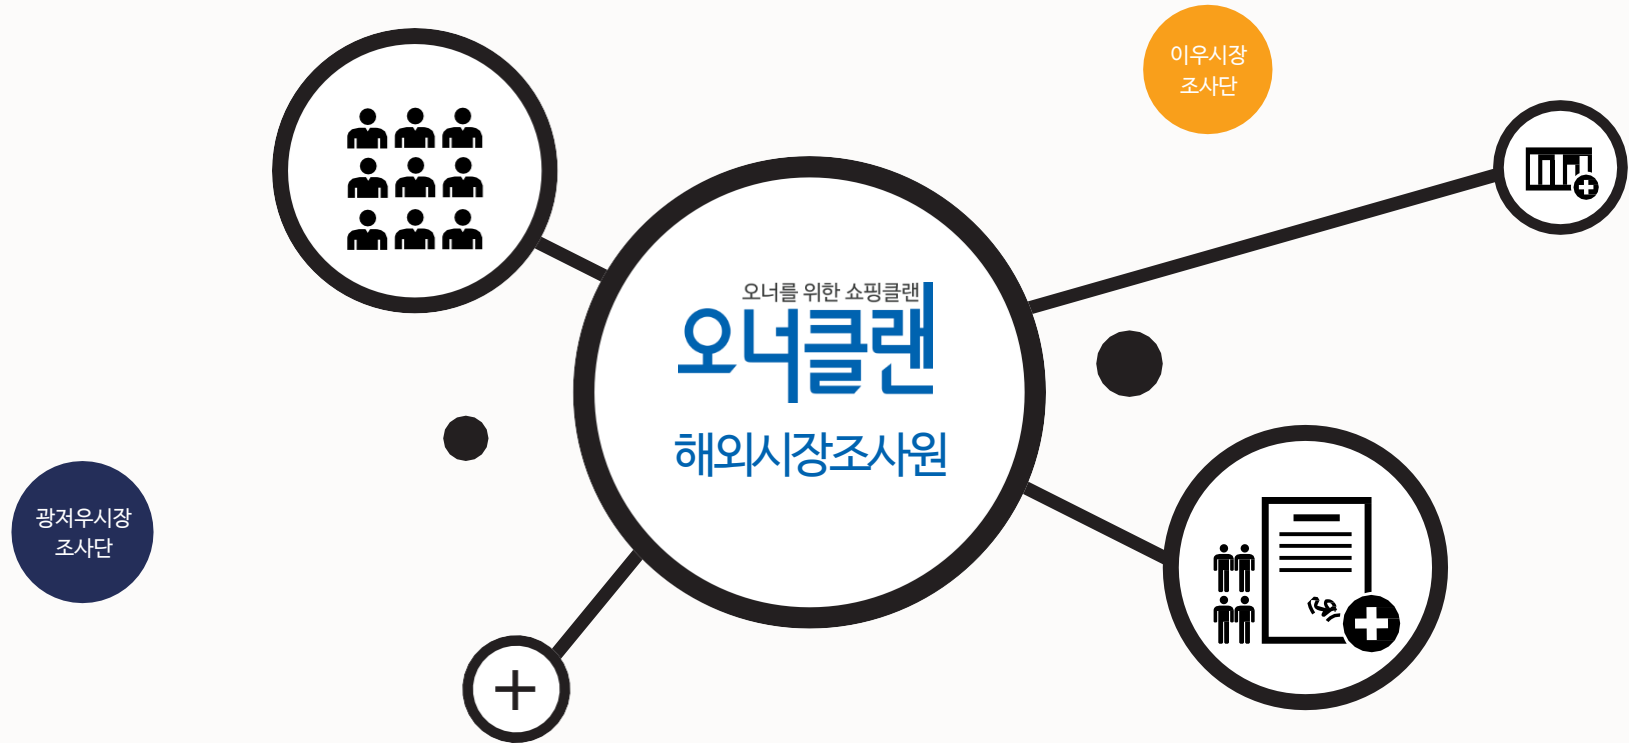 이우시장
조사단
오너를 위한 쇼핑클랜
오너클랜
해외시장조사원
광저우시장
조사단